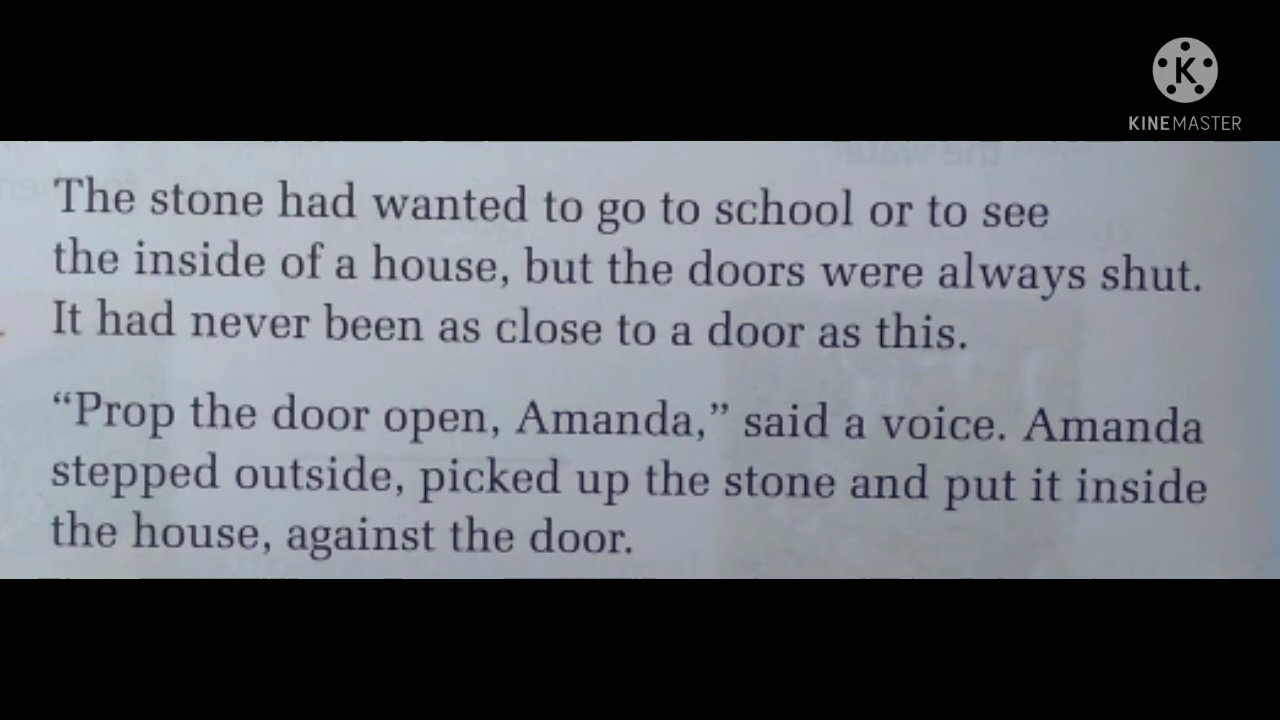 K
KINEMASTER
The stone had wanted to go to school or to see
the inside of a house, but the doors were always shut.
It had never been as close to a door as this.
“Prop the door open, Amanda,” said a voice. Amanda
stepped outside, picked up the stone and put it inside
the house, against the door.